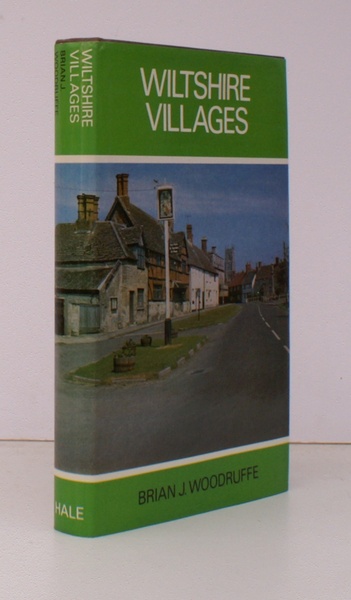 WILTSHIRE
VILLAGES
BRIAN J.
WOODRUFFE
HALE
WILTSHIRE
VILLAGES
BRIAN J. WOODRUFFE